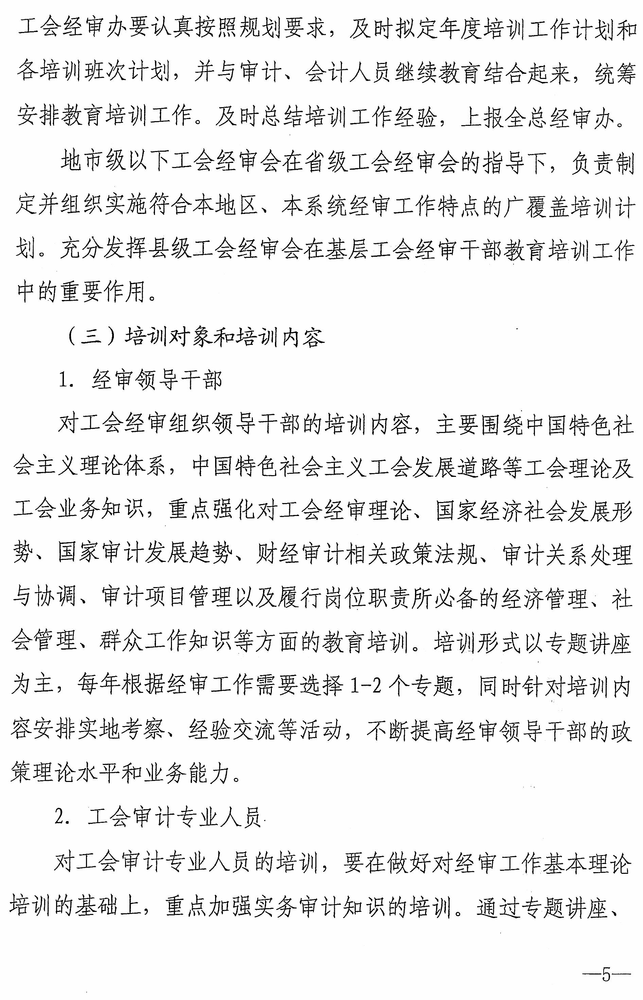 工会经审办要认真按照规划要求，及时拟定年度培训工作计划和
各培训班次计划，并与审计、会计人员继续教育结合起来，统筹
安排教育培训工作。及时总结培训工作经验，上报全总经审办。
地市级以下工会经审会在省级工会经审会的指导下，负责制
定并组织实施符合本地区、本系统经审工作特点的广覆盖培训计
划。充分发挥县级工会经审会在基层工会经审干部教育培训工作
中的重要作用。
（三）培训对象和培训内容
1. 经审领导干部
对工会经审组织领导干部的培训内容，主要围绕中国特色社
会主义理论体系，中国特色社会主义工会发展道路等工会理论及
工会业务知识，重点强化对工会经审理论、国家经济社会发展形
势、国家审计发展趋势、财经审计相关政策法规、审计关系处理
与协调、审计项目管理以及履行岗位职责所必备的经济管理、社
会管理、群众工作知识等方面的教育培训。培训形式以专题讲座
为主，每年根据经审工作需要选择 1-2 个专题，同时针对培训内
容安排实地考察、经验交流等活动，不断提高经审领导干部的政
策理论水平和业务能力。
2. 工会审计专业人员
对工会审计专业人员的培训，要在做好对经审工作基本理论
培训的基础上，重点加强实务审计知识的培训。通过专题讲座、
—5—